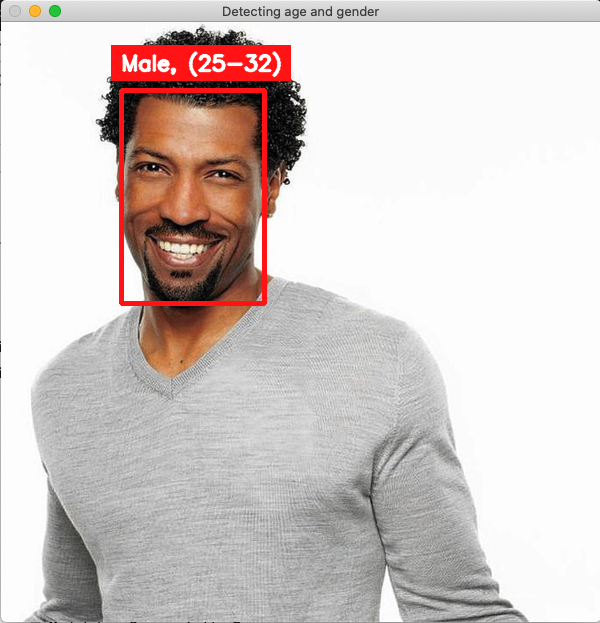 Detecting age and gender
Male, (25-32)